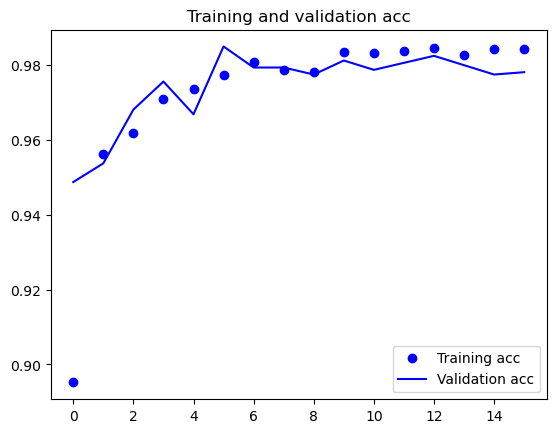 Training and validation acc
0.98
0.96
0.94
0.92
0.90
Training acc
Validation acc
0 2 4 6 8 10 12 14